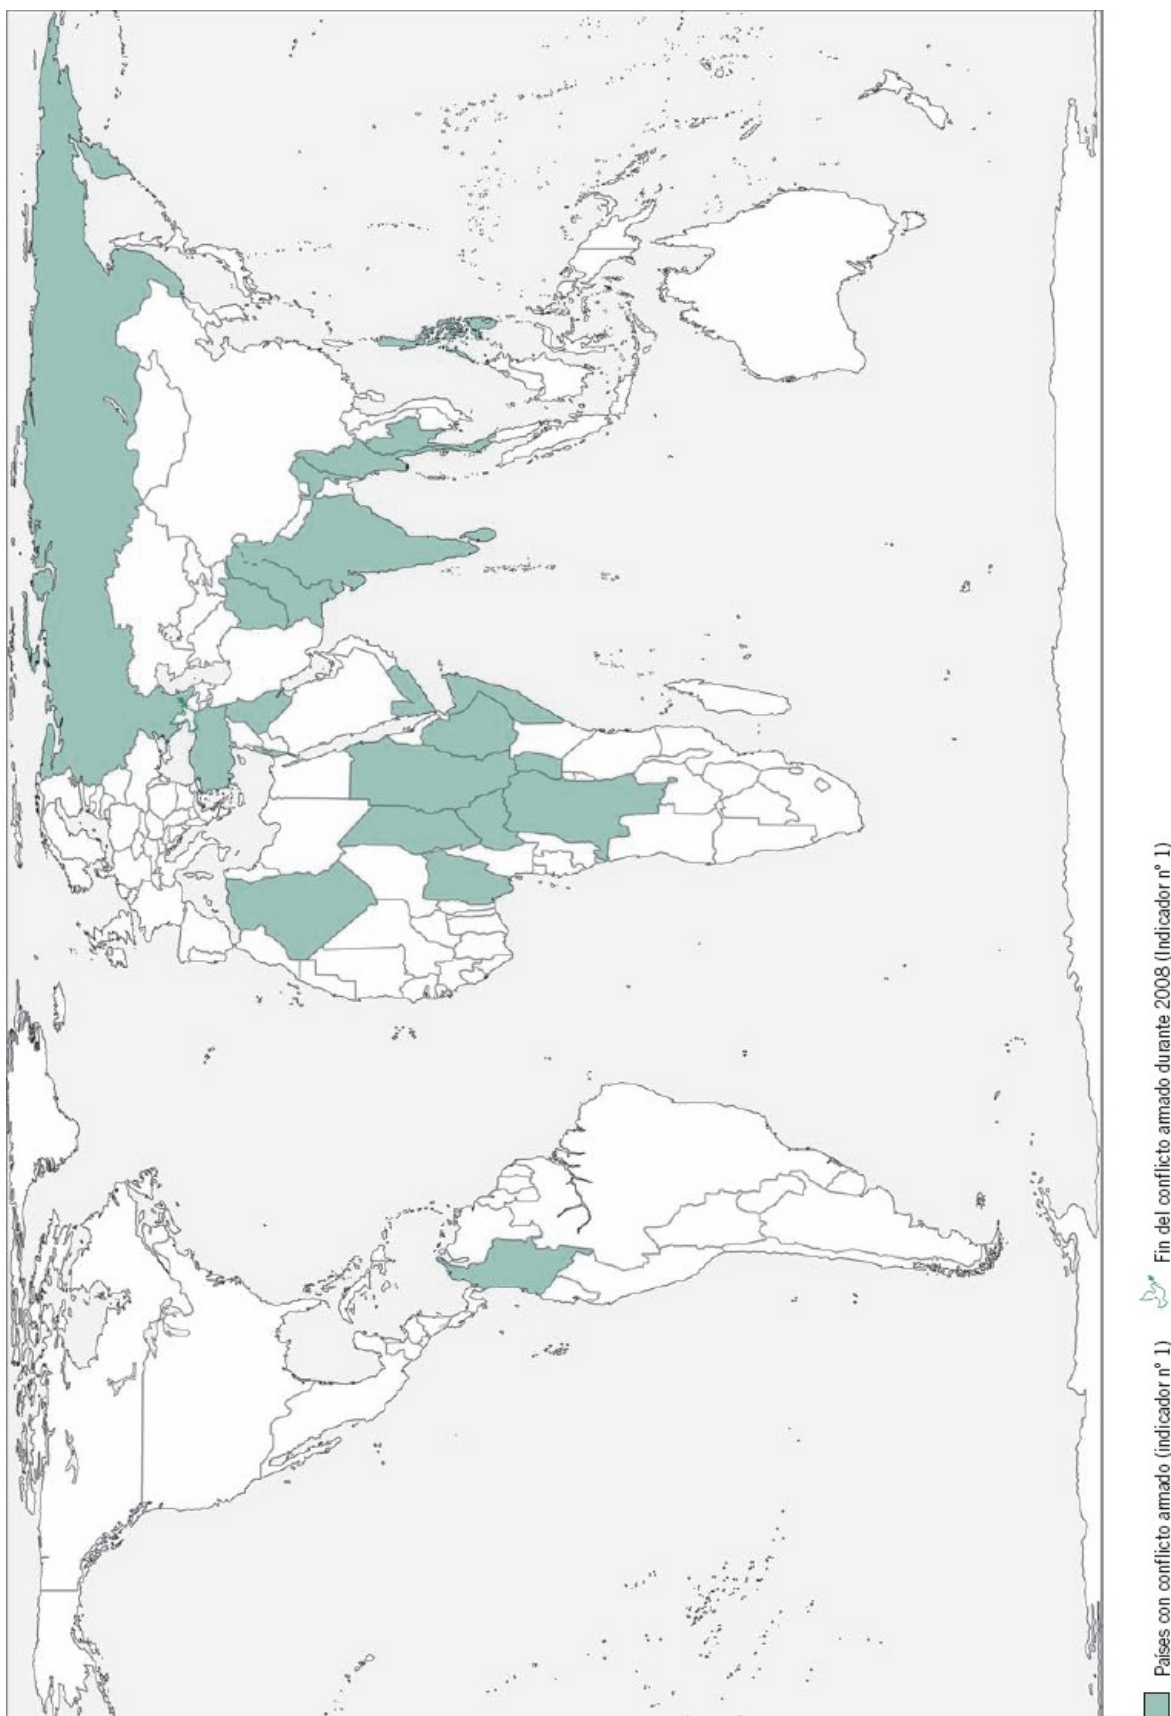 Países con conflicto armado (indicador nº 1)
Fin del conflicto armado durante 2008 (Indicador nº 1)